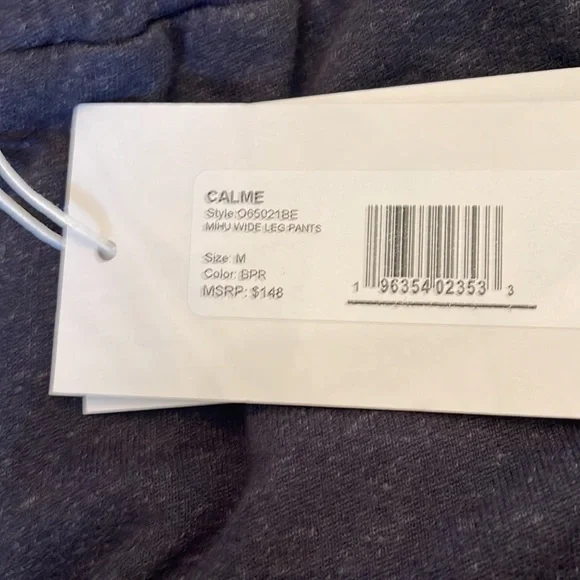 CALME
Style:O65021BE
MIHU WIDE LEG PANTS
Size: M
Color: BPR
MSRP: $148
1 96354 02353 3